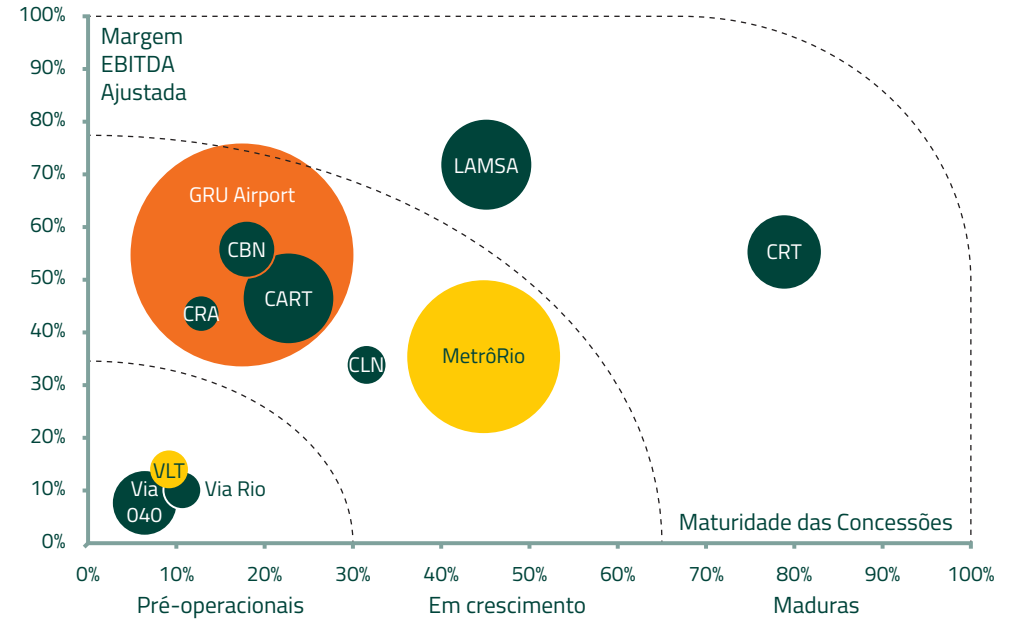 100%
Margem
EBITDA
Ajustada
90%
80%
70%
60%
50%
40%
30%
20%
10%
0%
GRU Airport
LAMSA
CBN
CRT
CART
CRA
MetrôRio
CLN
VLT
Via
040
Via Rio
Maturidade das Concessões
0% 10% 20% 30% 40% 50% 60% 70% 80% 90% 100%
Pré-operacionais Em crescimento Maduras